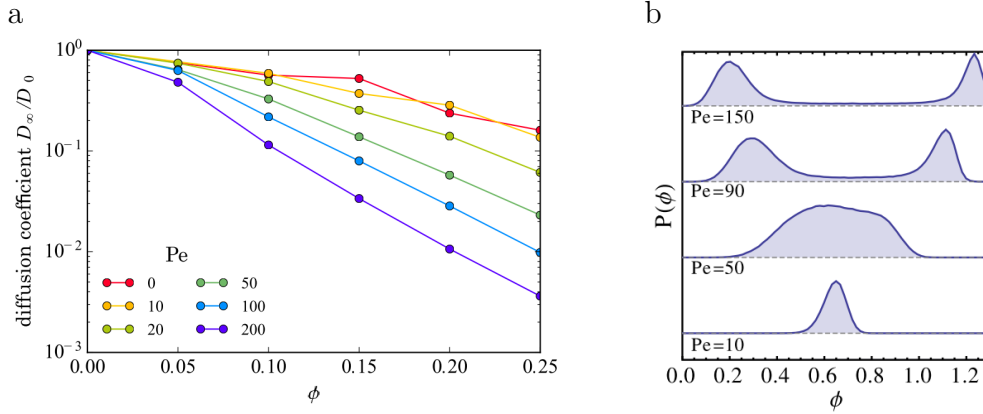 a
diffusion coefficient D∞/D0
10^0
10^-1
10^-2
10^-3
0.00 0.05 0.10 0.15 0.20 0.25
ϕ
Pe
0 50
10 100
20 200
b
P(ϕ)
Pe=150
Pe=90
Pe=50
Pe=10
0.0 0.2 0.4 0.6 0.8 1.0 1.2
ϕ